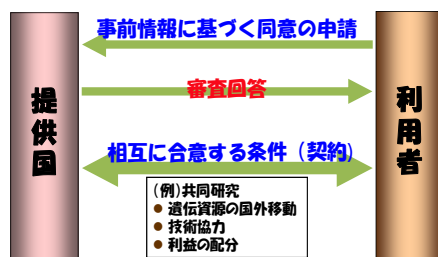 事前情報に基づく同意の申請
審査回答
提供国
利用者
相互に合意する条件（契約)
(例)共同研究
● 遺伝資源の国外移動
● 技術協力
● 利益の配分